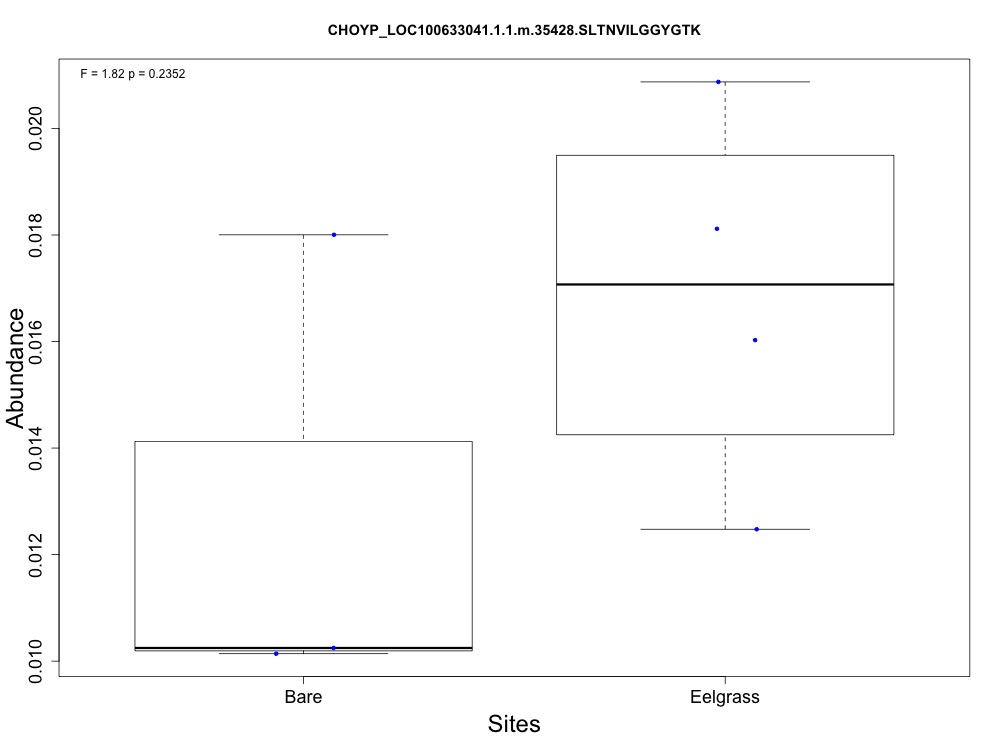 CHOYP_LOC100633041.1.1.m.35428.SLTNVILGGYGTK
F = 1.82 p = 0.2352
0.020
0.018
0.016
0.014
0.012
0.010
Abundance
Bare
Eelgrass
Sites